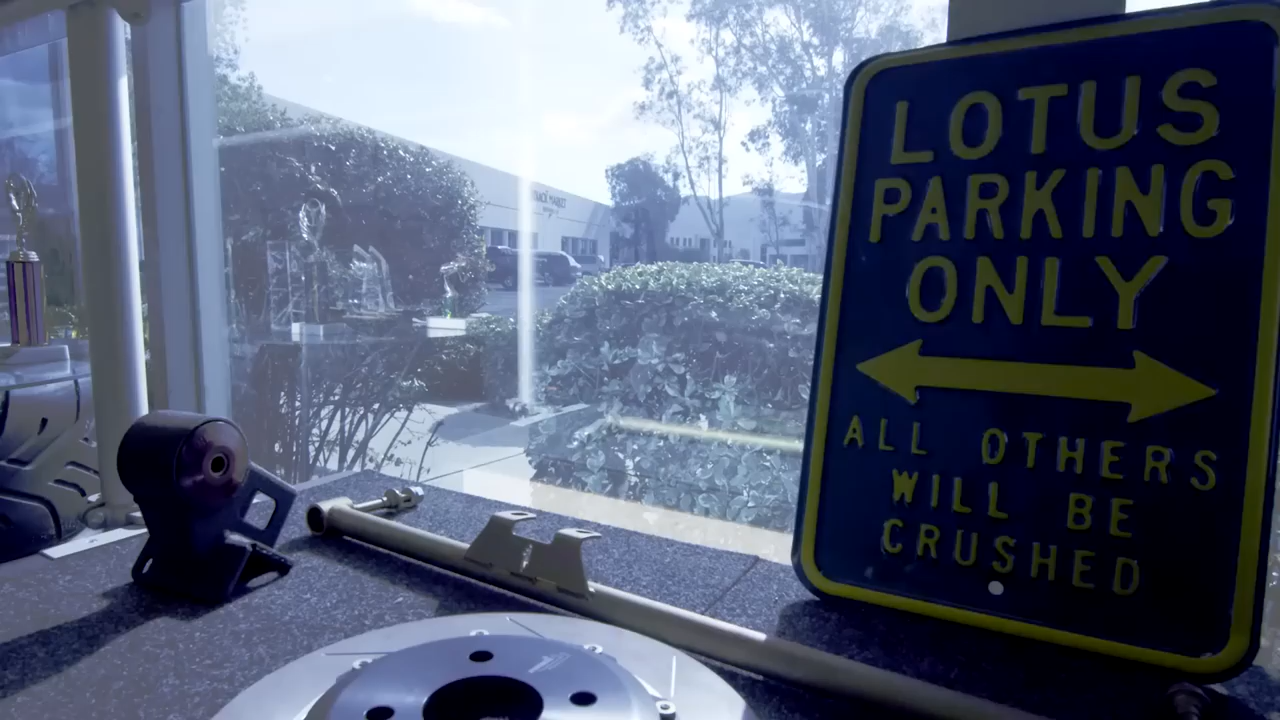 LOTUS
PARKING
ONLY
ALL OTHERS
WILL BE
CRUSHED